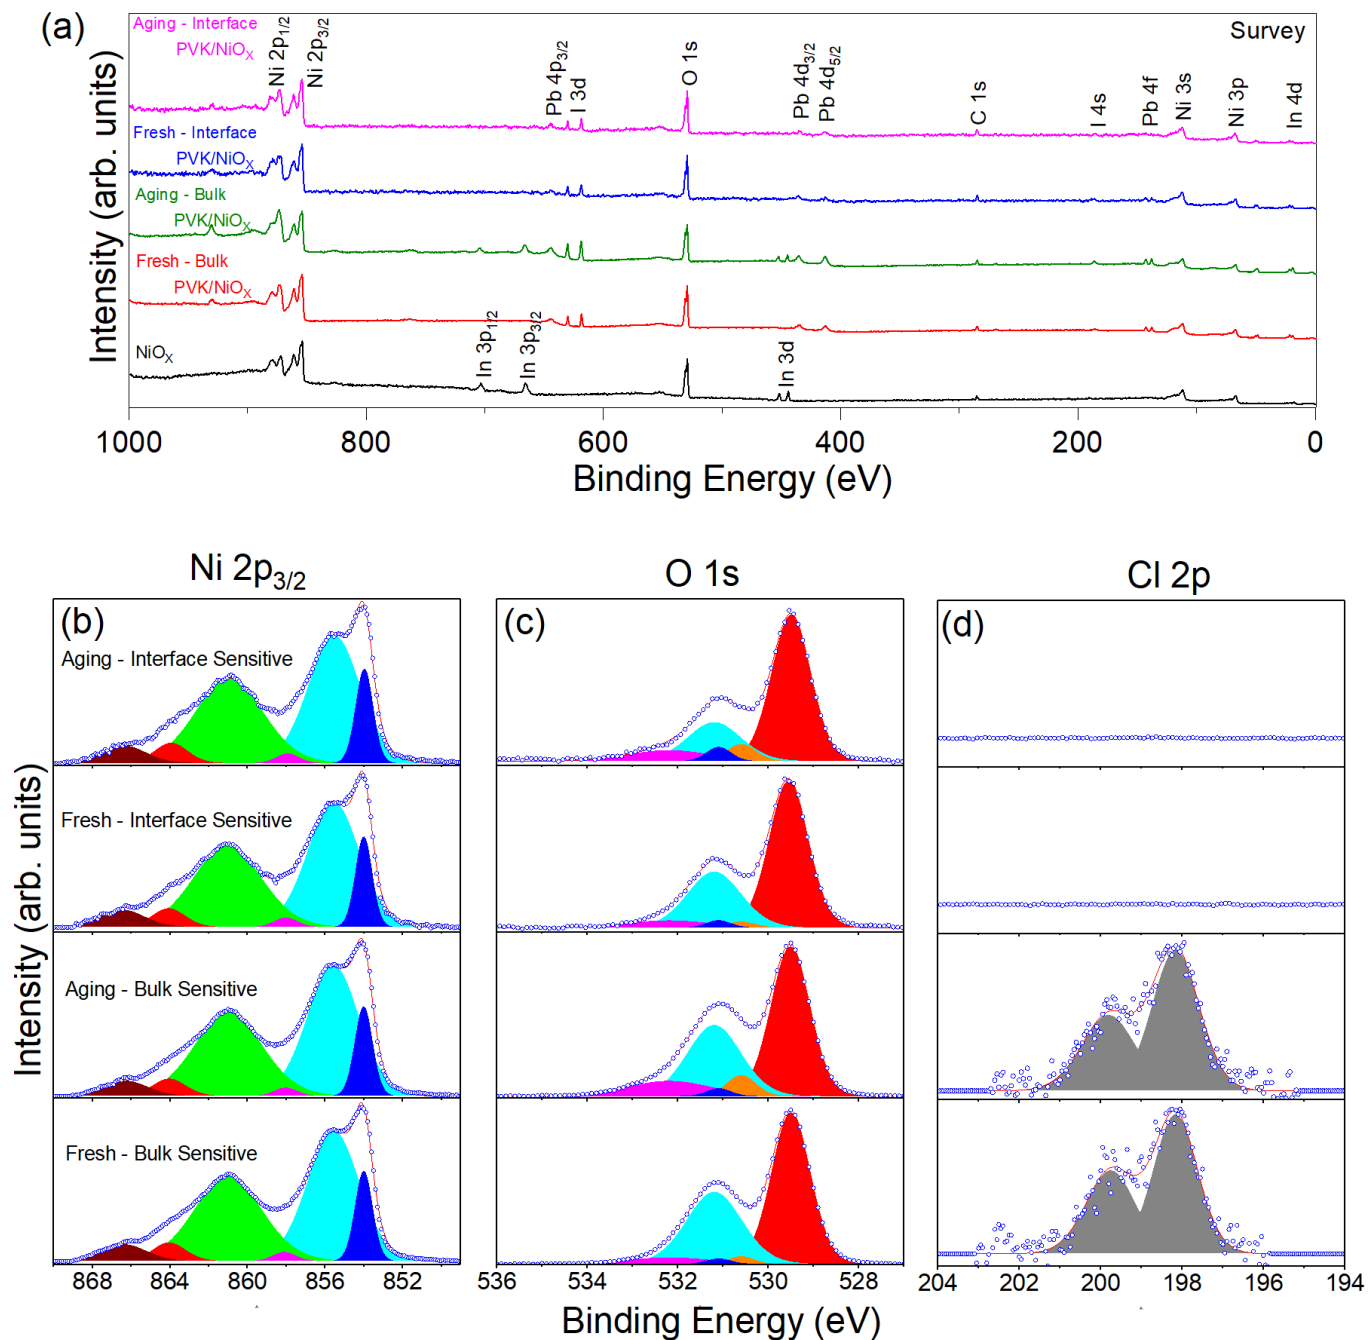 (a)
Survey
Aging - Interface
PVK/NiOX
Fresh - Interface
PVK/NiOX
Aging - Bulk
PVK/NiOX
Fresh - Bulk
PVK/NiOX
NiOX
Ni 2p1/2
Ni 2p3/2
In 3p1/2
In 3p3/2
Pb 4p3/2
I 3d
O 1s
In 3d
Pb 4d3/2
Pb 4d5/2
C 1s
I 4s
Pb 4f
Ni 3s
Ni 3p
In 4d
Intensity (arb. units)
1000 800 600 400 200 0
Binding Energy (eV)
Ni 2p3/2
O 1s
Cl 2p
(b)
Aging - Interface Sensitive
Fresh - Interface Sensitive
Aging - Bulk Sensitive
Fresh - Bulk Sensitive
(c)
(d)
Intensity (arb. units)
868 864 860 856 852
536 534 532 530 528
204 202 200 198 196 194
Binding Energy (eV)